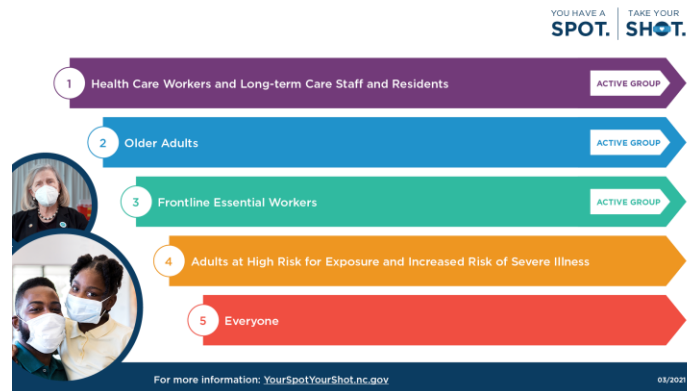 YOU HAVE A
SPOT.
TAKE YOUR
SHOT.
1 Health Care Workers and Long-term Care Staff and Residents ACTIVE GROUP
2 Older Adults ACTIVE GROUP
3 Frontline Essential Workers ACTIVE GROUP
4 Adults at High Risk for Exposure and Increased Risk of Severe Illness
5 Everyone
For more information: YourSpotYourShot.nc.gov 03/2021